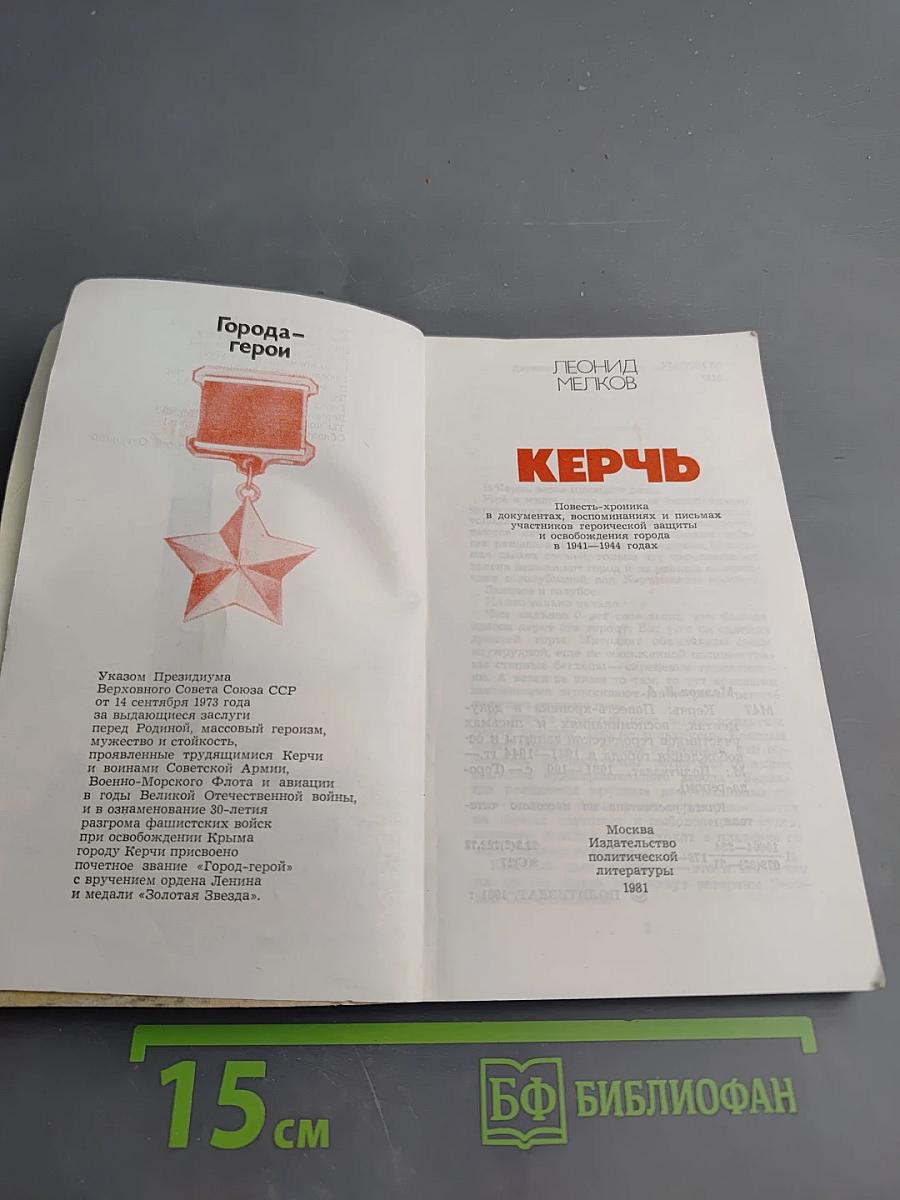 Города–
герои
Указом Президиума
Верховного Совета Союза ССР
от 14 сентября 1973 года
за выдающиеся заслуги
перед Родиной, массовый героизм,
мужество и стойкость,
проявленные трудящимися Керчи
и воинами Советской Армии,
Военно-Морского Флота и авиации
в годы Великой Отечественной войны,
и в ознаменование 30-летия
разгрома фашистских войск
при освобождении Крыма
городу Керчи присвоено
почетное звание «Город-герой»
с вручением ордена Ленина
и медали «Золотая Звезда».
ЛЕОНИД
МЕЛКОВ
КЕРЧЬ
Повесть-хроника
в документах, воспоминаниях и письмах
участников героической защиты
и освобождения города
в 1941—1944 годах
Москва
Издательство
политической
литературы
1981
15 см
БФ БИБЛИОФАН